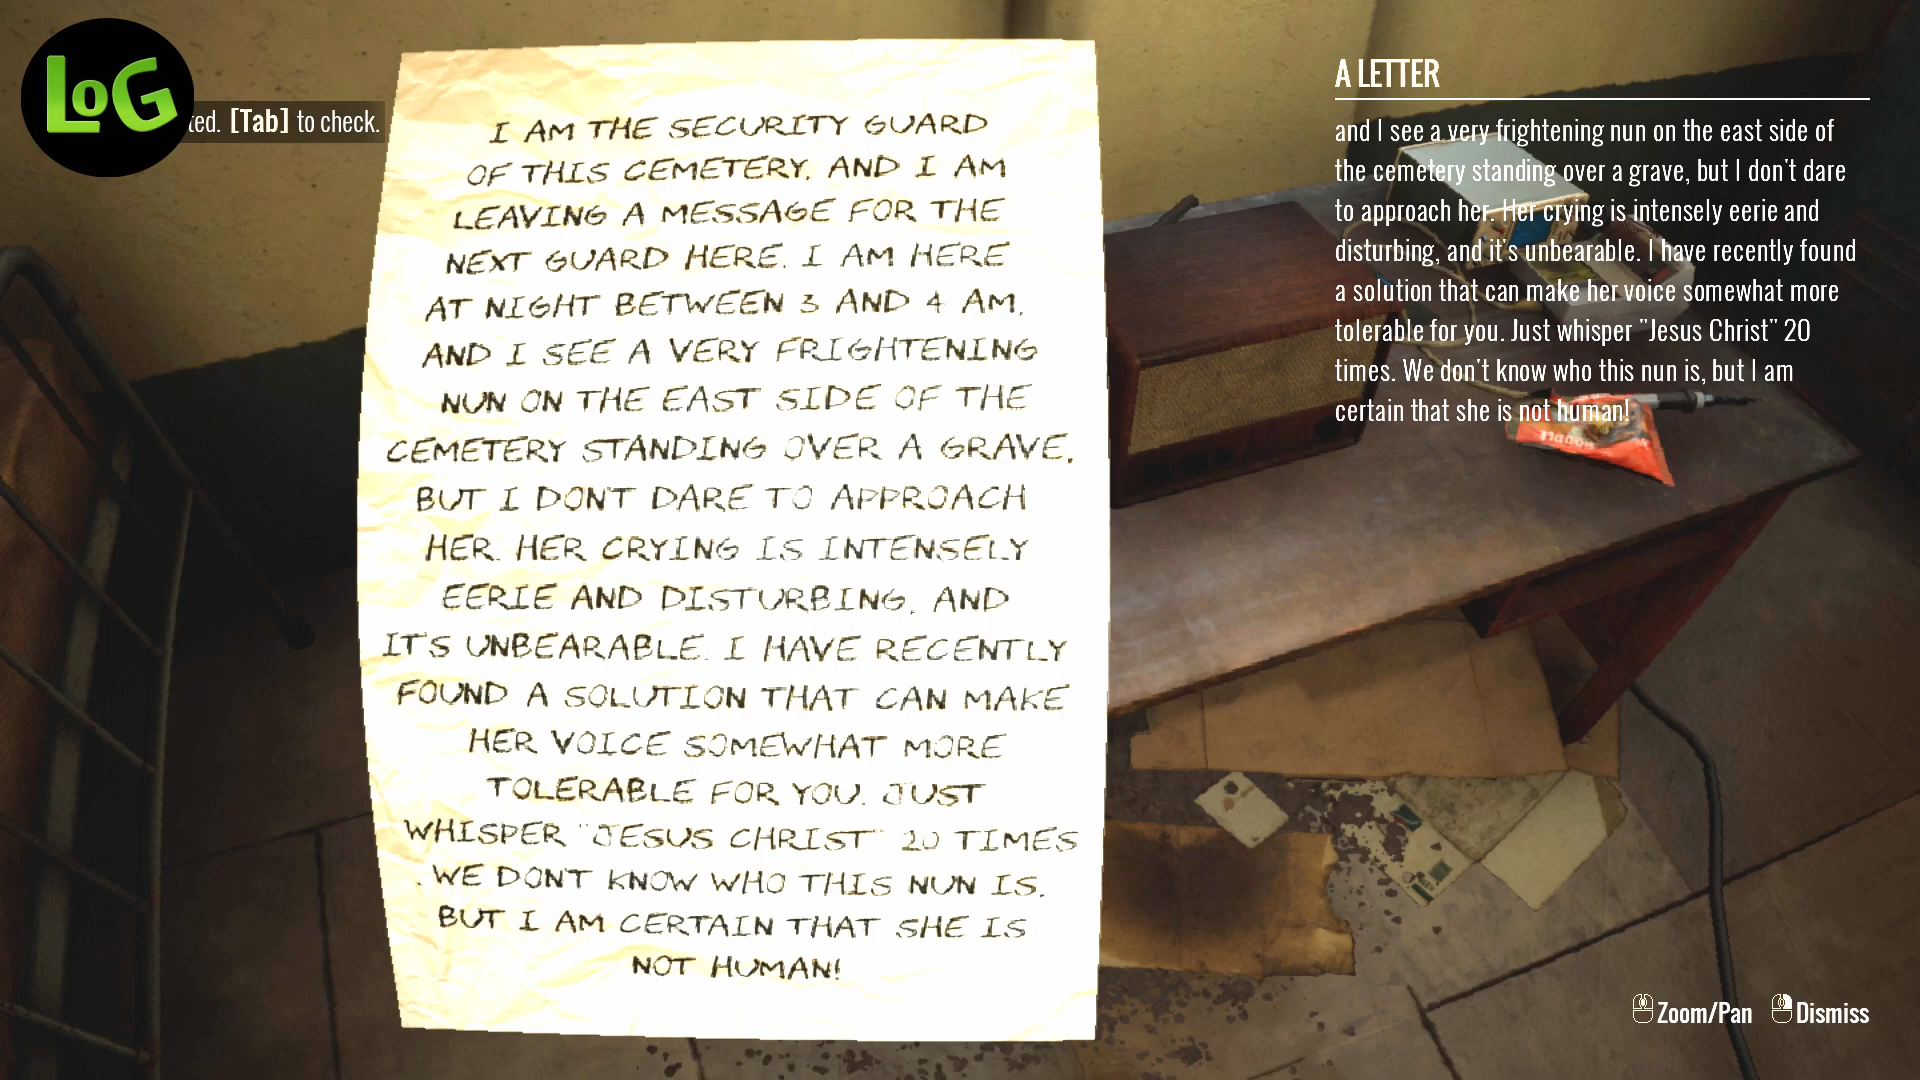 LoG
ted. [Tab] to check.
I AM THE SECURITY GUARD
OF THIS CEMETERY, AND I AM
LEAVING A MESSAGE FOR THE
NEXT GUARD HERE. I AM HERE
AT NIGHT BETWEEN 3 AND 4 AM,
AND I SEE A VERY FRIGHTENING
NUN ON THE EAST SIDE OF THE
CEMETERY STANDING OVER A GRAVE,
BUT I DON'T DARE TO APPROACH
HER. HER CRYING IS INTENSELY
EERIE AND DISTURBING, AND
IT'S UNBEARABLE. I HAVE RECENTLY
FOUND A SOLUTION THAT CAN MAKE
HER VOICE SOMEWHAT MORE
TOLERABLE FOR YOU. JUST
WHISPER "JESUS CHRIST" 20 TIMES
. WE DON'T KNOW WHO THIS NUN IS,
BUT I AM CERTAIN THAT SHE IS
NOT HUMAN!
A LETTER
and I see a very frightening nun on the east side of
the cemetery standing over a grave, but I don't dare
to approach her. Her crying is intensely eerie and
disturbing, and it's unbearable. I have recently found
a solution that can make her voice somewhat more
tolerable for you. Just whisper "Jesus Christ" 20
times. We don't know who this nun is, but I am
certain that she is not human!
Zoom/Pan Dismiss